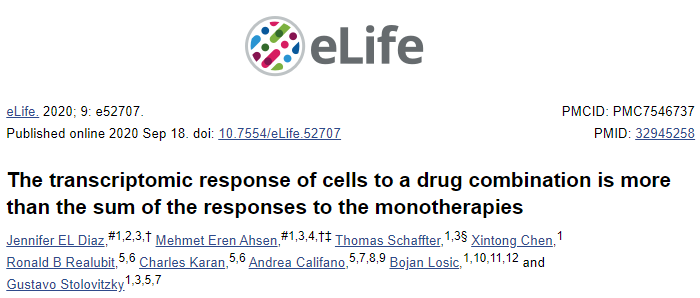 eLife
eLife. 2020; 9: e52707. PMCID: PMC7546737
Published online 2020 Sep 18. doi: 10.7554/eLife.52707 PMID: 32945258
The transcriptomic response of cells to a drug combination is more
than the sum of the responses to the monotherapies
Jennifer EL Diaz,#1,2,3,† Mehmet Eren Ahsen,#1,3,4,†‡ Thomas Schaffter,1,3§ Xintong Chen,1
Ronald B Realubit,5,6 Charles Karan,5,6 Andrea Califano,5,7,8,9 Bojan Losic,1,10,11,12 and
Gustavo Stolovitzky1,3,5,7